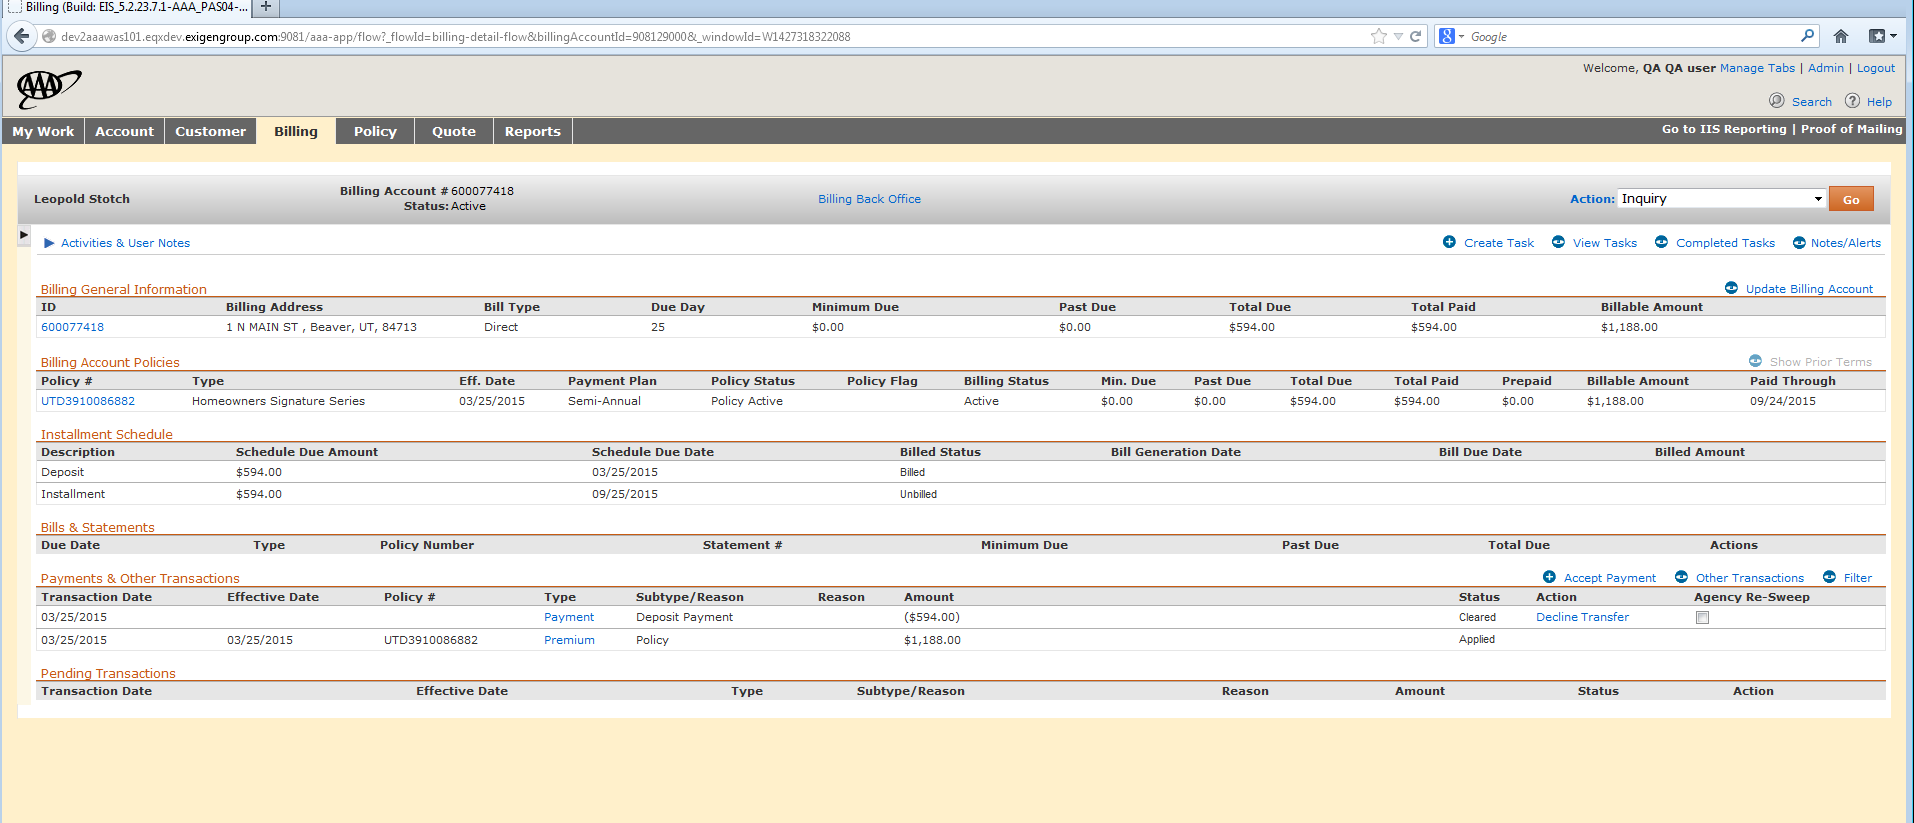 Billing (Build: EIS_5.2.23.7.1-AAA_PAS04-... +
dev2aaawas101.eqxdev.exigengroup.com:9081/aaa-app/flow?_flowId=billing-detail-flow&billingAccountId=908129000&_windowId=W1427318322088 8 Google
Welcome, QA QA user Manage Tabs | Admin | Logout
AAA
Search ? Help
My Work Account Customer Billing Policy Quote Reports Go to IIS Reporting | Proof of Mailing
Leopold Stotch Billing Account # 600077418 Billing Back Office Action: Inquiry Go
Status: Active
Activities & User Notes Create Task View Tasks Completed Tasks Notes/Alerts
Billing General Information Update Billing Account
ID Billing Address Bill Type Due Day Minimum Due Past Due Total Due Total Paid Billable Amount
600077418 1 N MAIN ST , Beaver, UT, 84713 Direct 25 $0.00 $0.00 $594.00 $594.00 $1,188.00
Billing Account Policies Show Prior Terms
Policy # Type Eff. Date Payment Plan Policy Status Policy Flag Billing Status Min. Due Past Due Total Due Total Paid Prepaid Billable Amount Paid Through
UTD3910086882 Homeowners Signature Series 03/25/2015 Semi-Annual Policy Active Active $0.00 $0.00 $594.00 $594.00 $0.00 $1,188.00 09/24/2015
Installment Schedule
Description Schedule Due Amount Schedule Due Date Billed Status Bill Generation Date Bill Due Date Billed Amount
Deposit $594.00 03/25/2015 Billed
Installment $594.00 09/25/2015 Unbilled
Bills & Statements
Due Date Type Policy Number Statement # Minimum Due Past Due Total Due Actions
Payments & Other Transactions Accept Payment Other Transactions Filter
Transaction Date Effective Date Policy # Type Subtype/Reason Reason Amount Status Action Agency Re-Sweep
03/25/2015 Payment Deposit Payment ($594.00) Cleared Decline Transfer
03/25/2015 03/25/2015 UTD3910086882 Premium Policy $1,188.00 Applied
Pending Transactions
Transaction Date Effective Date Type Subtype/Reason Reason Amount Status Action